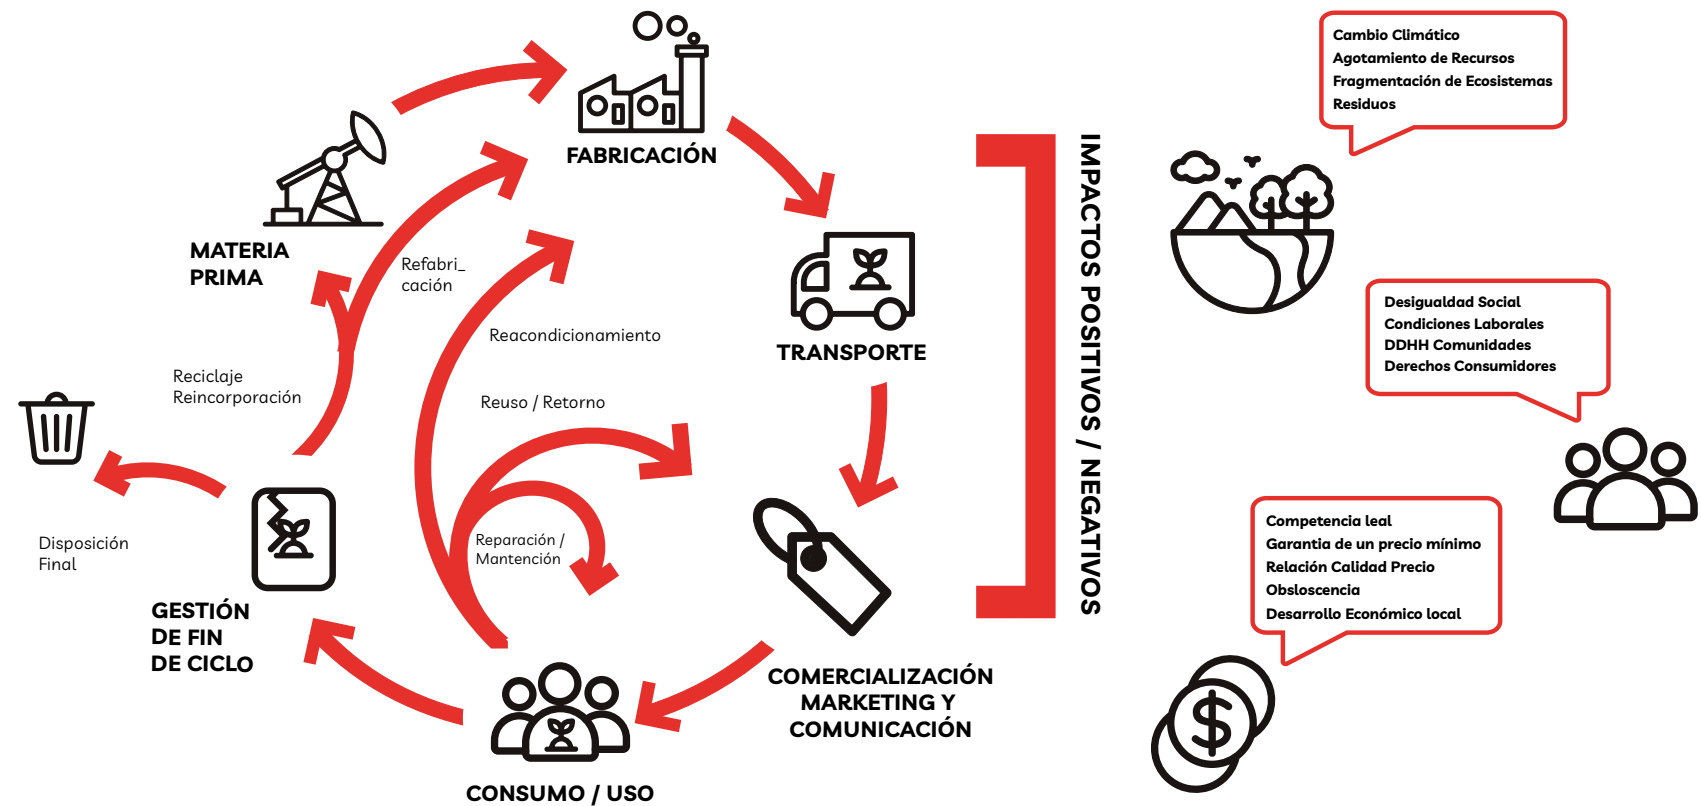 FABRICACIÓN
MATERIA
PRIMA
Refabri_
cación
Reacondicionamiento
TRANSPORTE
Reciclaje
Reincorporación
Reuso / Retorno
Reparación /
Mantención
Disposición
Final
GESTIÓN
DE FIN
DE CICLO
COMERCIALIZACIÓN
MARKETING Y
COMUNICACIÓN
CONSUMO / USO
IMPACTOS POSITIVOS / NEGATIVOS
Cambio Climático
Agotamiento de Recursos
Fragmentación de Ecosistemas
Residuos
Desigualdad Social
Condiciones Laborales
DDHH Comunidades
Derechos Consumidores
Competencia leal
Garantia de un precio mínimo
Relación Calidad Precio
Obsloscencia
Desarrollo Económico local
$